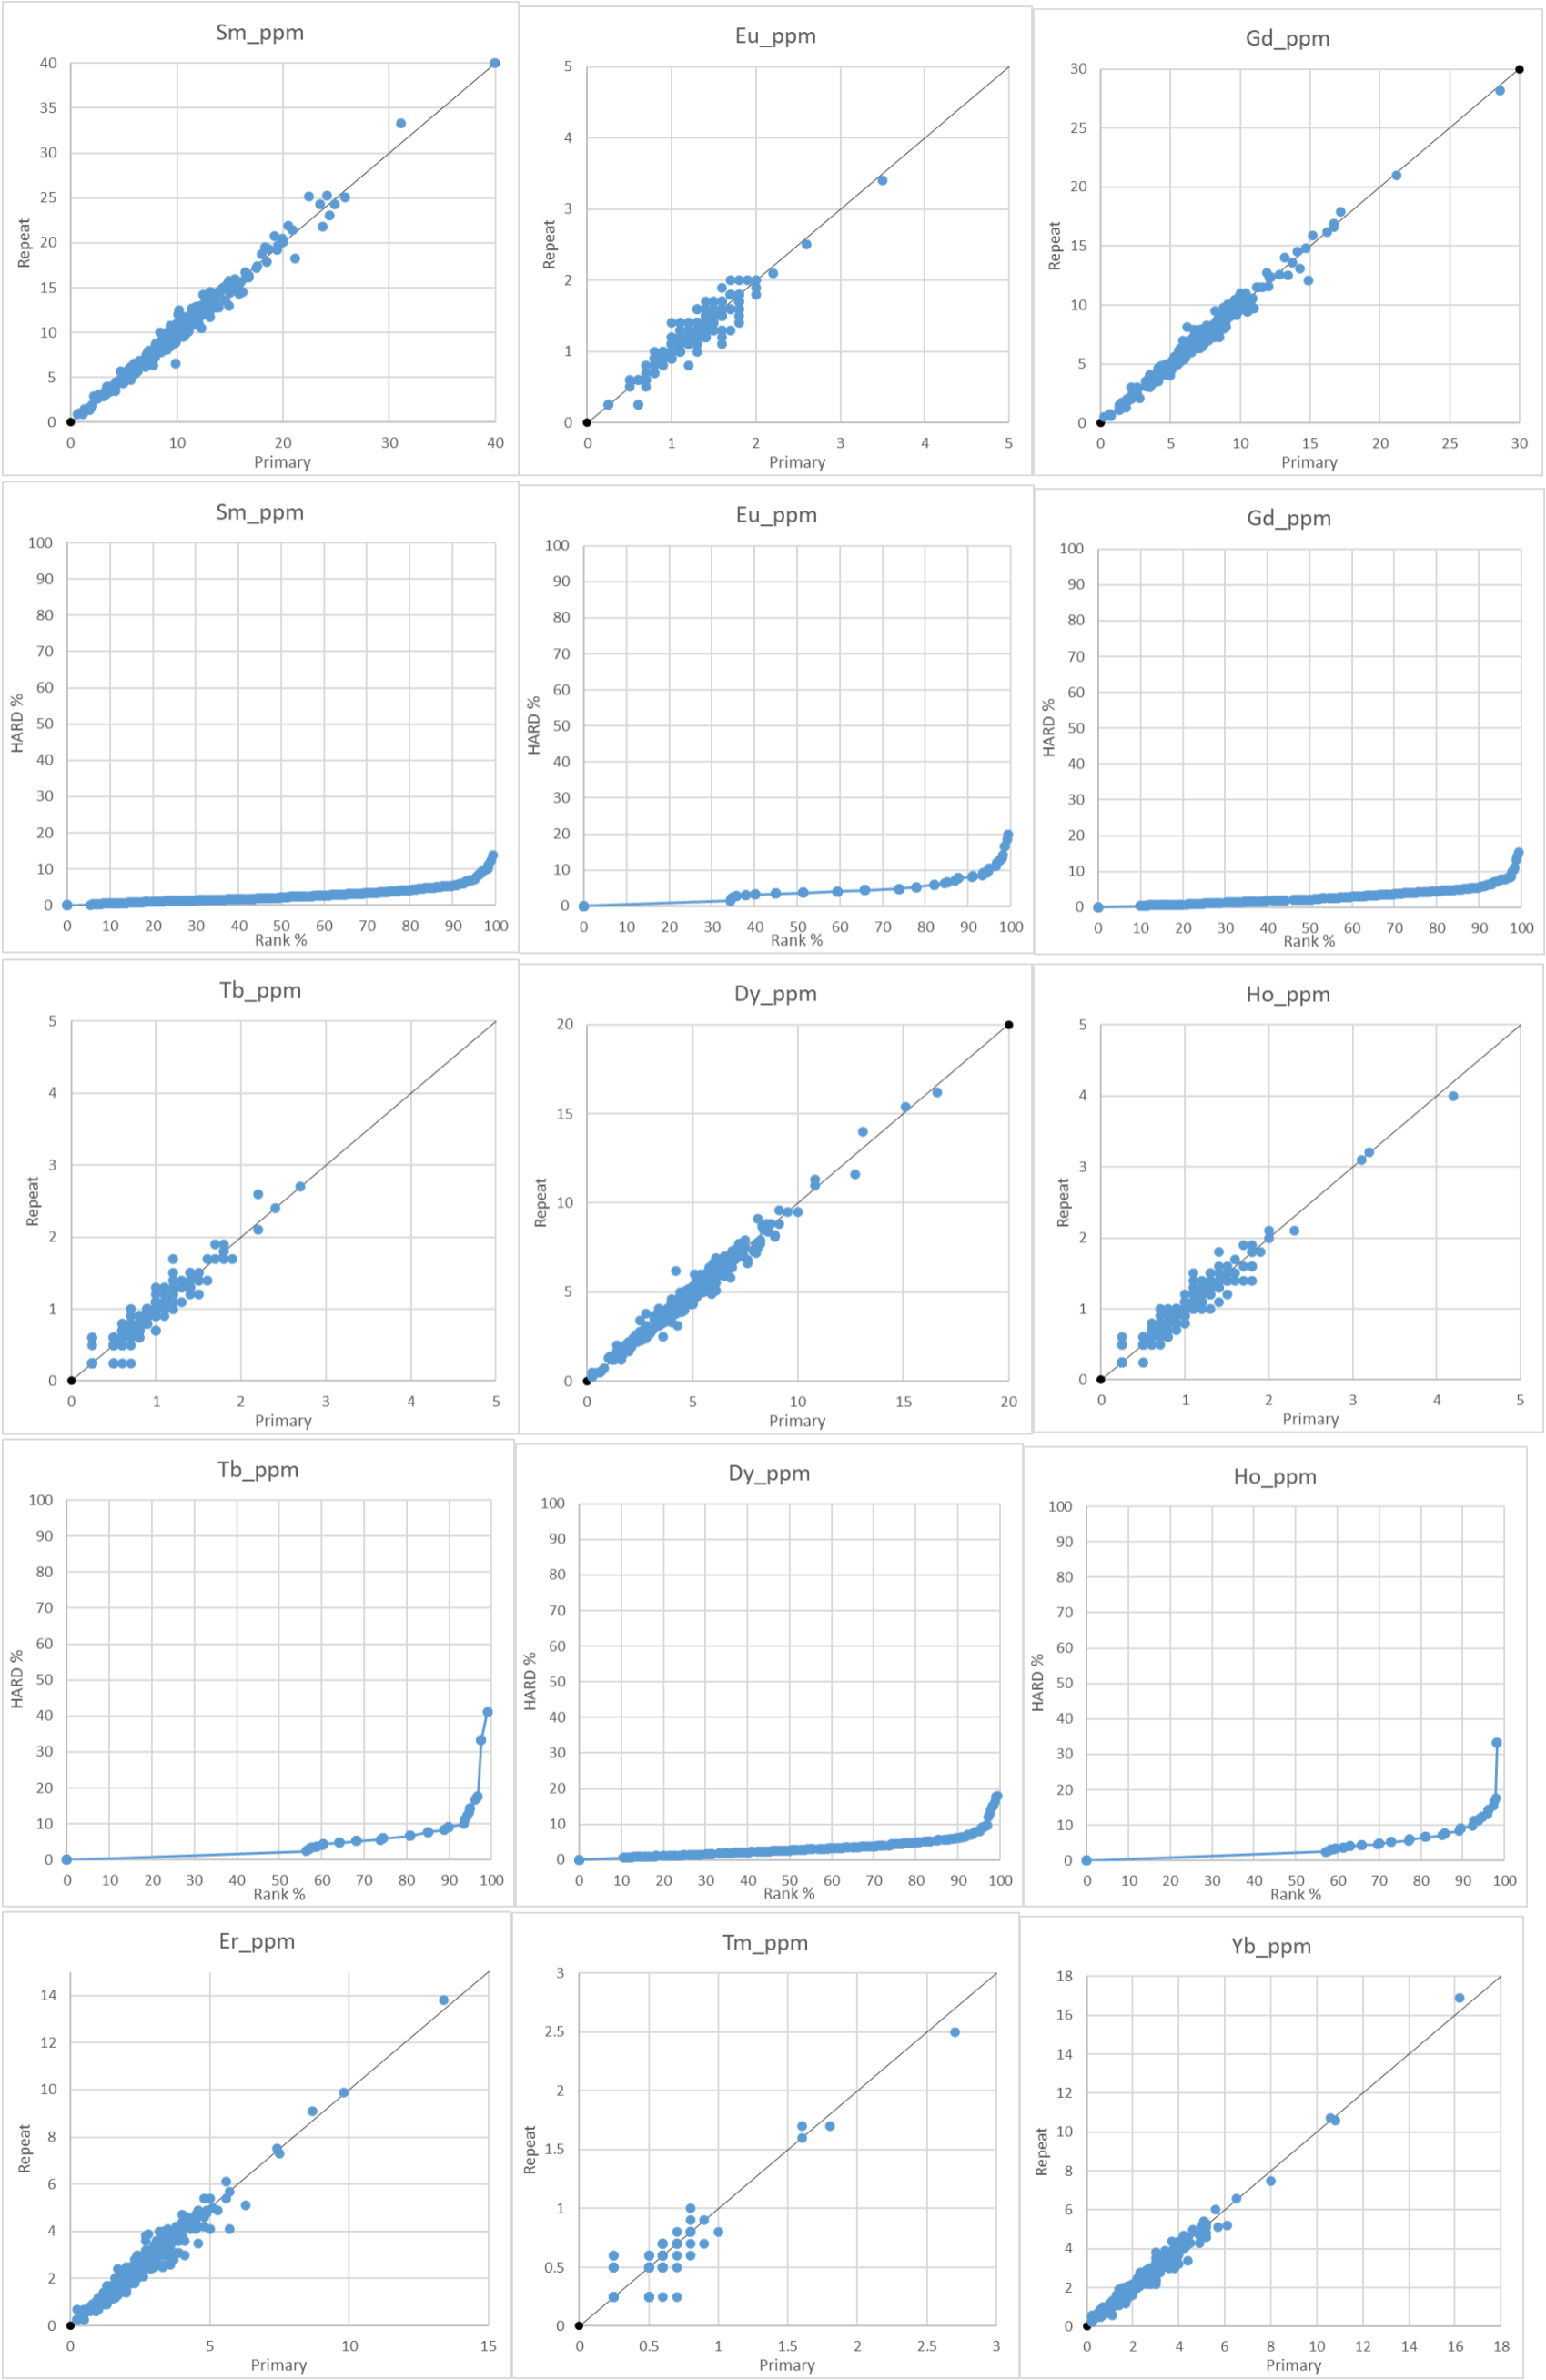 Sm_ppm
40
35
30
25
20
15
10
5
0
Repeat
0 10 20 30 40
Primary
Eu_ppm
5
4
3
2
1
0
Repeat
0 1 2 3 4 5
Primary
Gd_ppm
30
25
20
15
10
5
0
Repeat
0 5 10 15 20 25 30
Primary
Sm_ppm
100
90
80
70
60
50
40
30
20
10
0
HARD %
0 10 20 30 40 50 60 70 80 90 100
Rank %
Eu_ppm
100
90
80
70
60
50
40
30
20
10
0
HARD %
0 10 20 30 40 50 60 70 80 90 100
Rank %
Gd_ppm
100
90
80
70
60
50
40
30
20
10
0
HARD %
0 10 20 30 40 50 60 70 80 90 100
Rank %
Tb_ppm
5
4
3
2
1
0
Repeat
0 1 2 3 4 5
Primary
Dy_ppm
20
15
10
5
0
Repeat
0 5 10 15 20
Primary
Ho_ppm
5
4
3
2
1
0
Repeat
0 1 2 3 4 5
Primary
Tb_ppm
100
90
80
70
60
50
40
30
20
10
0
HARD %
0 10 20 30 40 50 60 70 80 90 100
Rank %
Dy_ppm
100
90
80
70
60
50
40
30
20
10
0
HARD %
0 10 20 30 40 50 60 70 80 90 100
Rank %
Ho_ppm
100
90
80
70
60
50
40
30
20
10
0
HARD %
0 10 20 30 40 50 60 70 80 90 100
Rank %
Er_ppm
14
12
10
8
6
4
2
0
Repeat
0 5 10 15
Primary
Tm_ppm
3
2.5
2
1.5
1
0.5
0
Repeat
0 0.5 1 1.5 2 2.5 3
Primary
Yb_ppm
18
16
14
12
10
8
6
4
2
0
Repeat
0 2 4 6 8 10 12 14 16 18
Primary